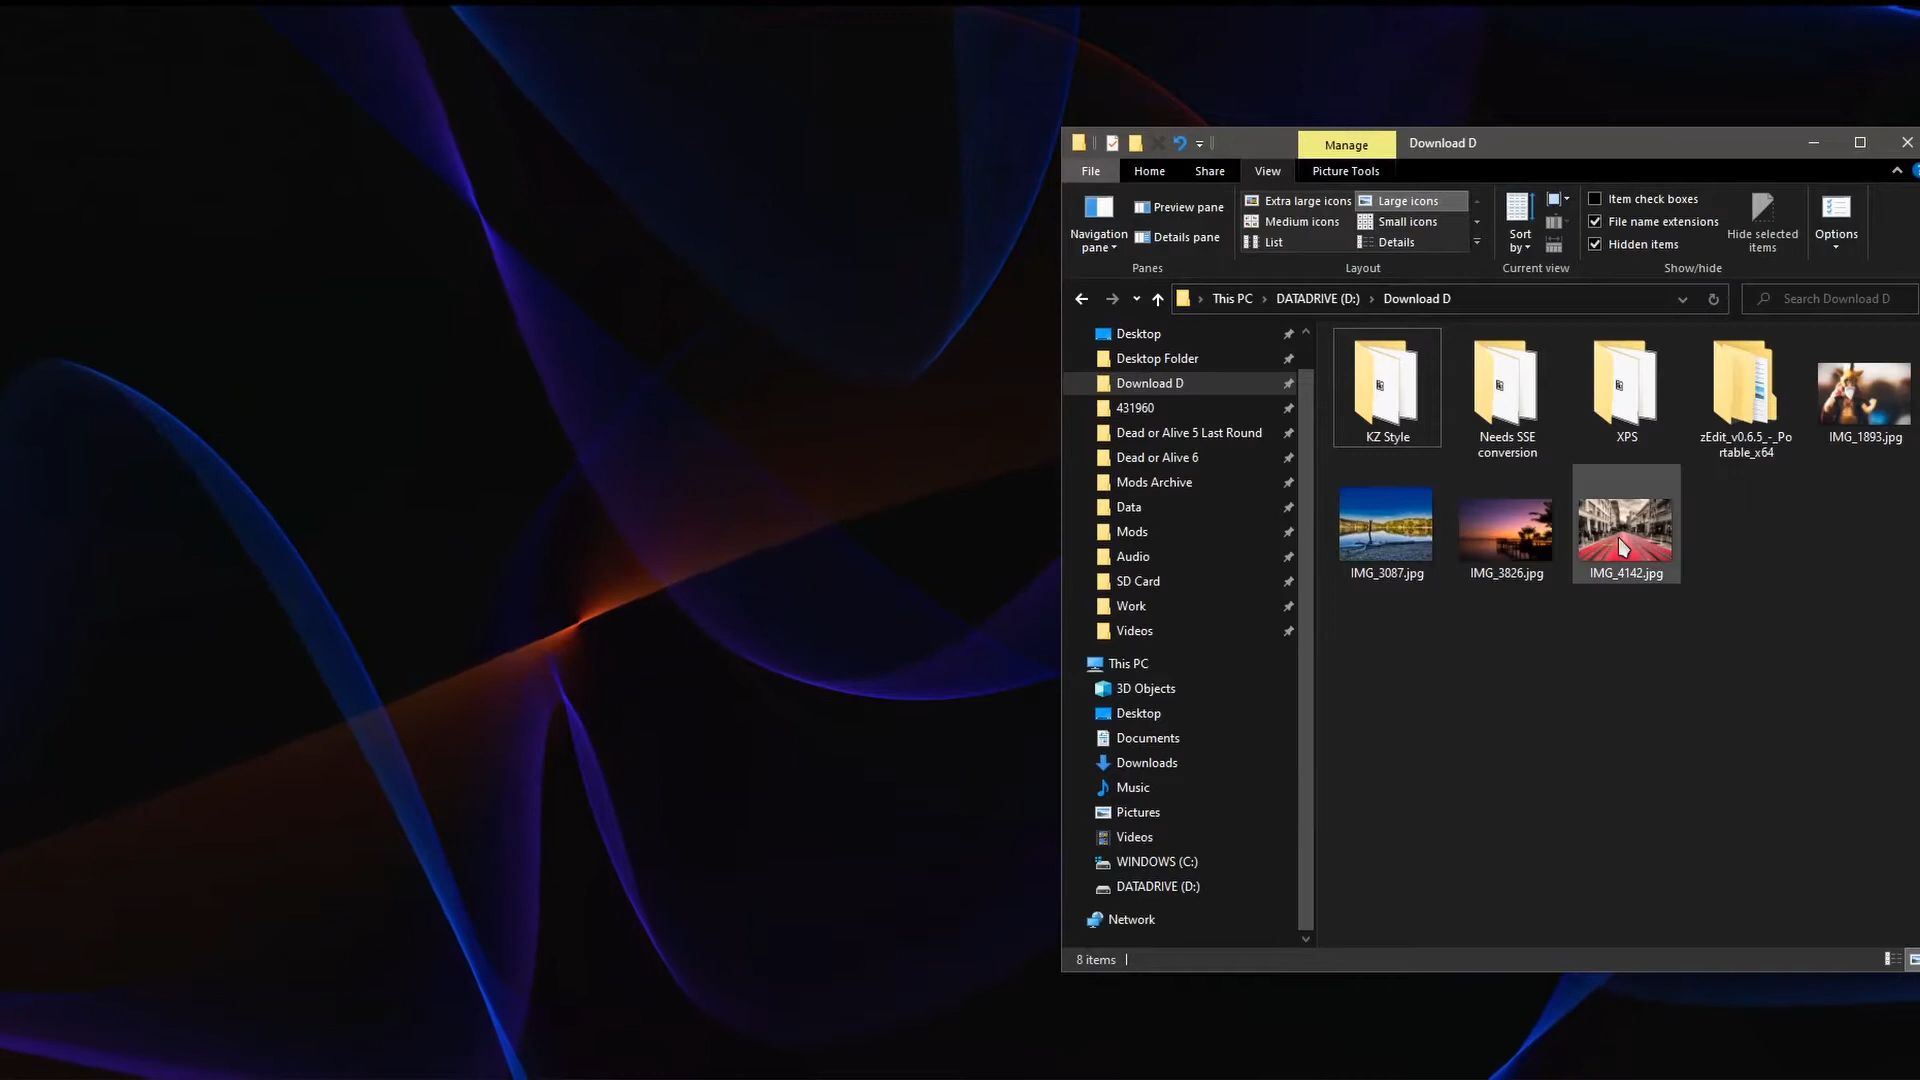 Manage
Download D
File
Home
Share
View
Picture Tools
Navigation
pane
Preview pane
Details pane
Panes
Extra large icons
Large icons
Medium icons
Small icons
List
Details
Layout
Sort
by
Current view
Item check boxes
File name extensions
Hidden items
Hide selected
items
Show/hide
Options
This PC
DATADRIVE (D:)
Download D
Search Download D
Desktop
Desktop Folder
Download D
431960
Dead or Alive 5 Last Round
Dead or Alive 6
Mods Archive
Data
Mods
Audio
SD Card
Work
Videos
This PC
3D Objects
Desktop
Documents
Downloads
Music
Pictures
Videos
WINDOWS (C:)
DATADRIVE (D:)
Network
KZ Style
Needs SSE
conversion
XPS
zEdit_v0.6.5_-_Po
rtable_x64
IMG_1893.jpg
IMG_3087.jpg
IMG_3826.jpg
IMG_4142.jpg
8 items